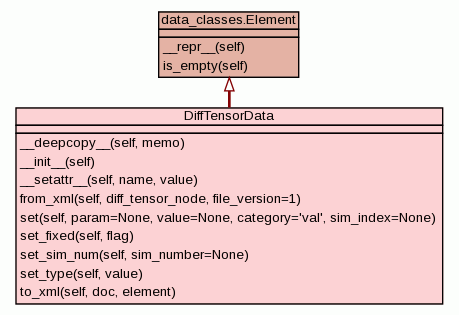 data_classes.Element
__repr__(self)
is_empty(self)
DiffTensorData
__deepcopy__(self, memo)
__init__(self)
__setattr__(self, name, value)
from_xml(self, diff_tensor_node, file_version=1)
set(self, param=None, value=None, category='val', sim_index=None)
set_fixed(self, flag)
set_sim_num(self, sim_number=None)
set_type(self, value)
to_xml(self, doc, element)